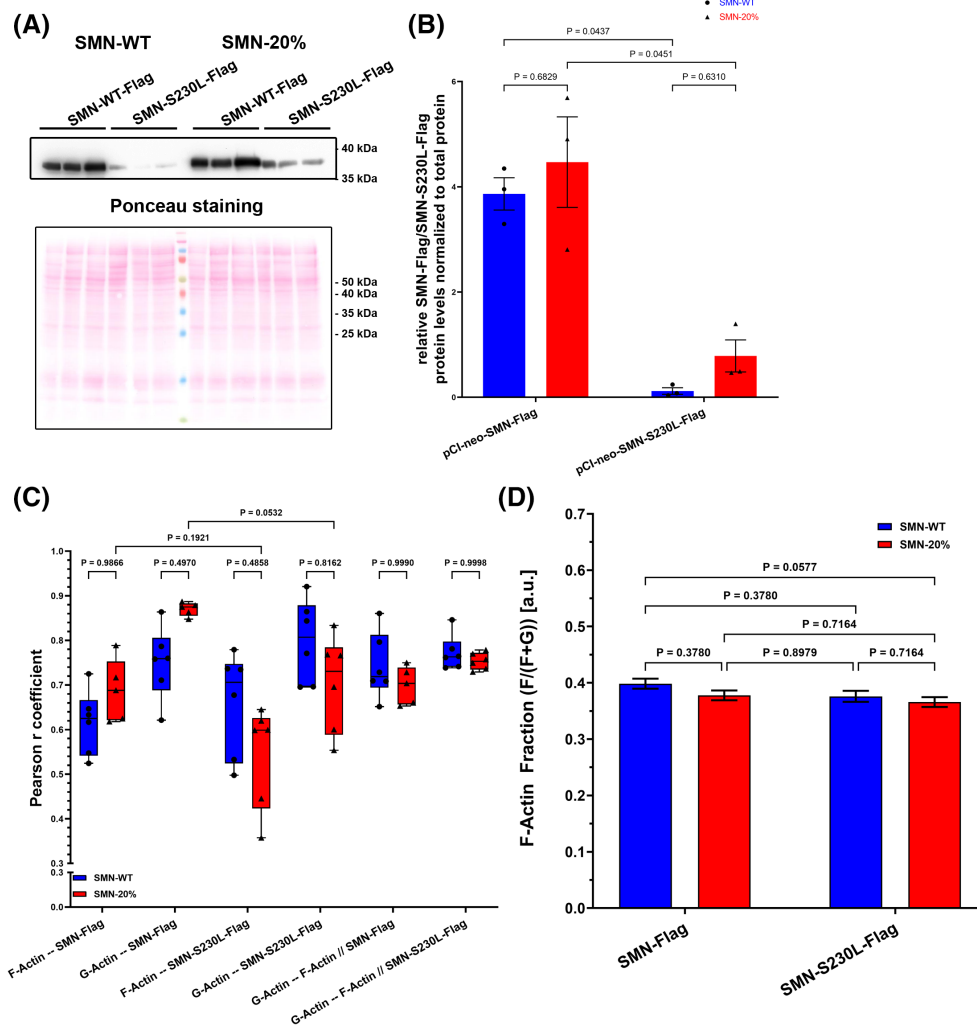 (A)
SMN-WT
SMN-20%
SMN-WT-Flag
SMN-S230L-Flag
SMN-WT-Flag
SMN-S230L-Flag
- 40 kDa
- 35 kDa
Ponceau staining
- 50 kDa
- 40 kDa
- 35 kDa
- 25 kDa
(B)
SMN-WT
SMN-20%
P = 0.0437
P = 0.0451
P = 0.6829
P = 0.6310
relative SMN-Flag/SMN-S230L-Flag
protein levels normalized to total protein
6
4
2
0
pCI-neo-SMN-Flag
pCI-neo-SMN-S230L-Flag
(C)
P = 0.0532
P = 0.1921
P = 0.9866
P = 0.4970
P = 0.4858
P = 0.8162
P = 0.9990
P = 0.9998
Pearson r coefficient
1.0
0.9
0.8
0.7
0.6
0.5
0.4
0.3
0.3
0.0
SMN-WT
SMN-20%
F-Actin -- SMN-Flag
G-Actin -- SMN-Flag
F-Actin -- SMN-S230L-Flag
G-Actin -- SMN-S230L-Flag
G-Actin -- F-Actin // SMN-Flag
G-Actin -- F-Actin // SMN-S230L-Flag
(D)
F-Actin Fraction (F/(F+G)) [a.u.]
0.7
0.6
0.5
0.4
0.3
0.2
0.1
0.0
SMN-WT
SMN-20%
P = 0.0577
P = 0.3780
P = 0.7164
P = 0.3780
P = 0.8979
P = 0.7164
SMN-Flag
SMN-S230L-Flag